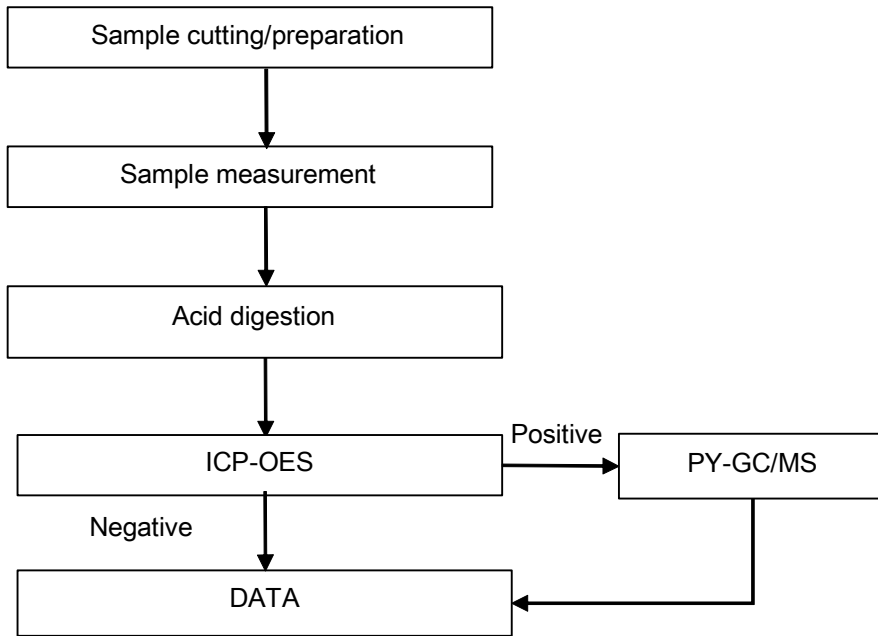 Sample cutting/preparation
Sample measurement
Acid digestion
ICP-OES
Positive
PY-GC/MS
Negative
DATA